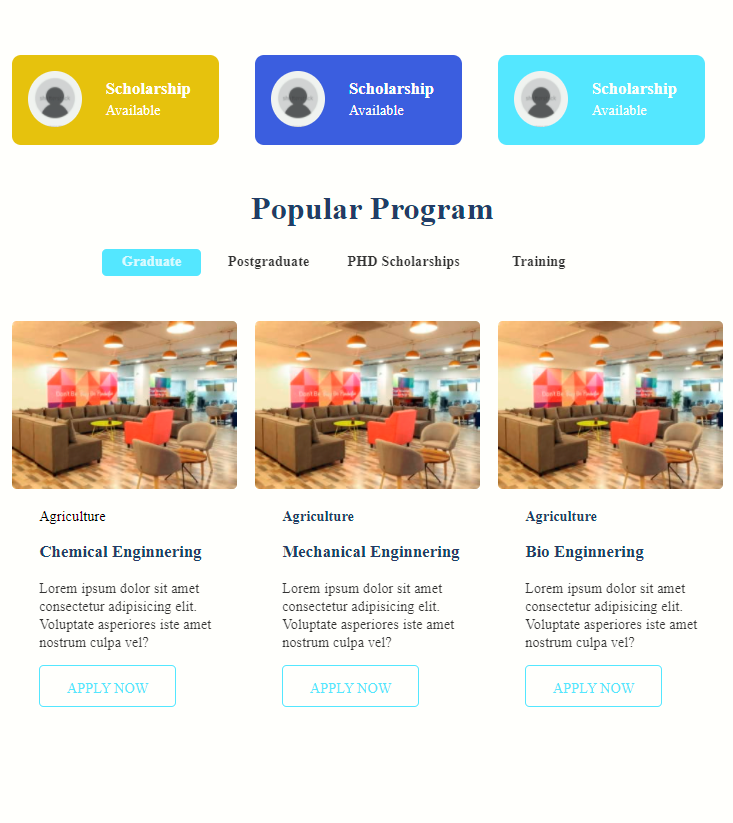 Scholarship
Available
Scholarship
Available
Scholarship
Available
Popular Program
Graduate Postgraduate PHD Scholarships Training
Agriculture
Chemical Enginnering
Lorem ipsum dolor sit amet
consectetur adipisicing elit.
Voluptate asperiores iste amet
nostrum culpa vel?
APPLY NOW
Agriculture
Mechanical Enginnering
Lorem ipsum dolor sit amet
consectetur adipisicing elit.
Voluptate asperiores iste amet
nostrum culpa vel?
APPLY NOW
Agriculture
Bio Enginnering
Lorem ipsum dolor sit amet
consectetur adipisicing elit.
Voluptate asperiores iste amet
nostrum culpa vel?
APPLY NOW